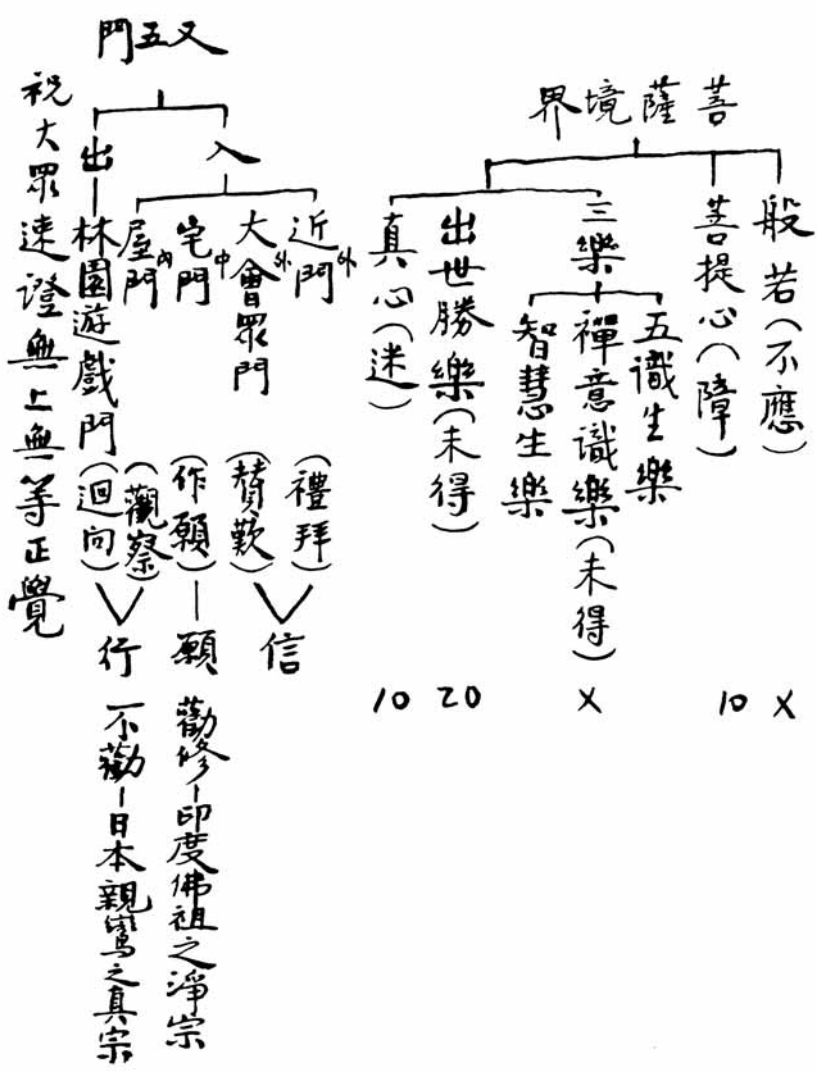 菩薩境界
般若(不應)
X
菩提心(障)
10
三樂
五識生樂
禪意識樂(未得)
X
智慧生樂
出世勝樂(未得)
20
真心(迷)
10
又五門
入
近門外
(禮拜)
大會眾門外
(贊歎)
信
宅門中
(作願)
願
勸修-印度佛祖之淨宗
屋門內
(觀察)
出
林園遊戲門
(迴向)
行
不勸-日本親鸞之真宗
祝大眾速證無上無等正覺